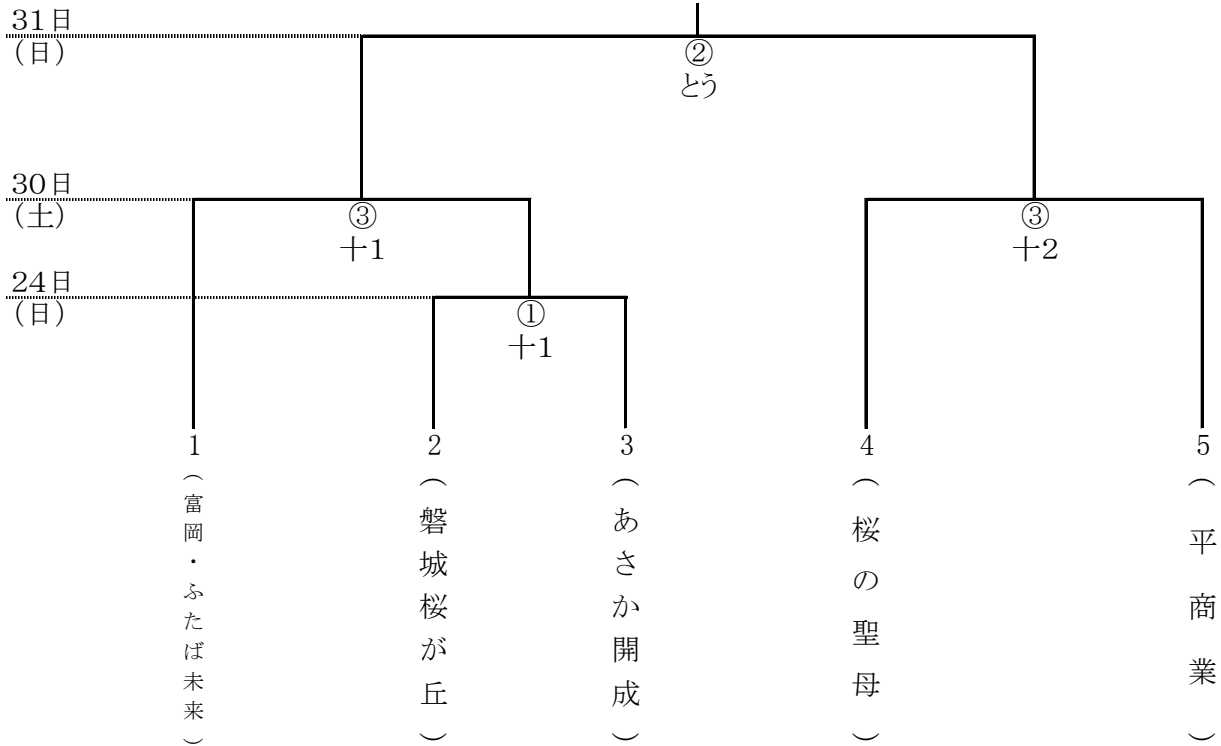 31日
(日)
②
とう
30日
(土)
③
十1
③
十2
24日
(日)
①
十1
1
(富岡・ふたば未来)
2
(磐城桜が丘)
3
(あさか開成)
4
(桜の聖母)
5
(平商業)